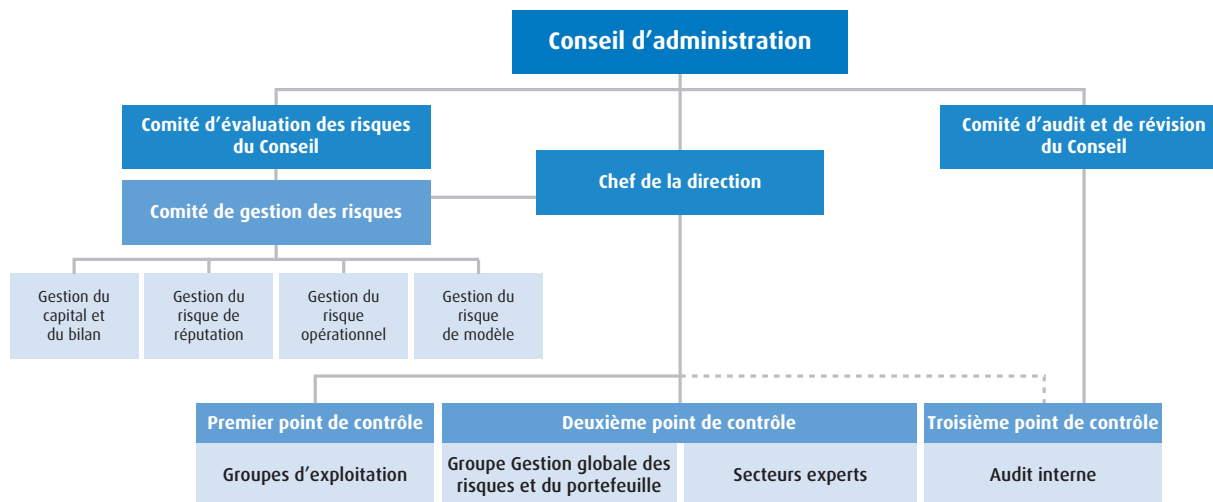 Conseil d'administration
Comité d'évaluation des risques
du Conseil
Comité d'audit et de révision
du Conseil
Chef de la direction
Comité de gestion des risques
Gestion du
capital et
du bilan
Gestion du
risque de
réputation
Gestion du
risque
opérationnel
Gestion du
risque
de modèle
Premier point de contrôle
Deuxième point de contrôle
Troisième point de contrôle
Groupes d'exploitation
Groupe Gestion globale des
risques et du portefeuille
Secteurs experts
Audit interne